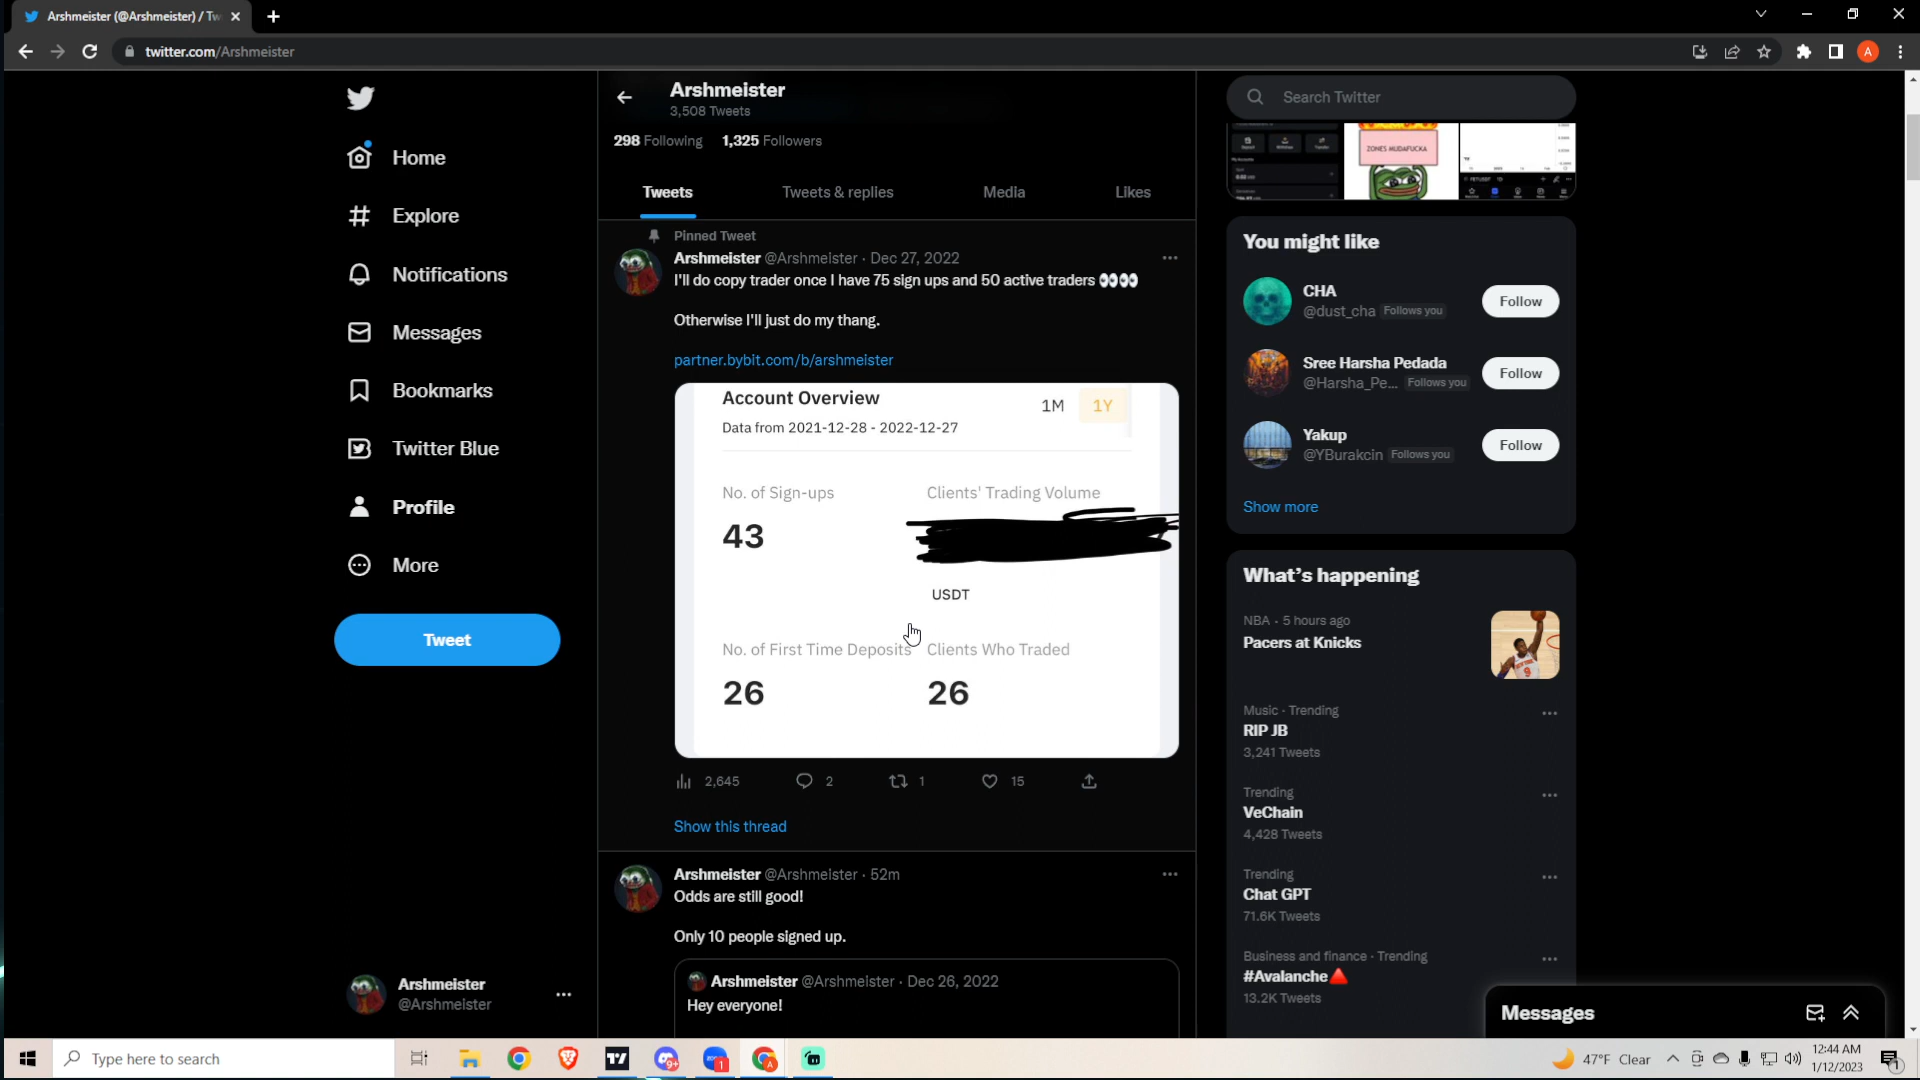 Arshmeister (@Arshmeister) / Tw
twitter.com/Arshmeister
A
Home
Explore
Notifications
Messages
Bookmarks
Twitter Blue
Profile
More
Tweet
Arshmeister
@Arshmeister
Arshmeister
3,508 Tweets
298 Following 1,325 Followers
Tweets Tweets & replies Media Likes
Pinned Tweet
Arshmeister @Arshmeister · Dec 27, 2022
I'll do copy trader once I have 75 sign ups and 50 active traders 👀👀
Otherwise I'll just do my thang.
partner.bybit.com/b/arshmeister
Account Overview
1M 1Y
Data from 2021-12-28 - 2022-12-27
No. of Sign-ups Clients' Trading Volume
43
USDT
No. of First Time Deposits Clients Who Traded
26 26
2,645 2 1 15
Show this thread
Arshmeister @Arshmeister · 52m
Odds are still good!
Only 10 people signed up.
Arshmeister @Arshmeister · Dec 26, 2022
Hey everyone!
Search Twitter
ZONES MUDAFUCKA
You might like
CHA
@dust_cha Follows you
Follow
Sree Harsha Pedada
@Harsha_Pe... Follows you
Follow
Yakup
@YBurakcin Follows you
Follow
Show more
What's happening
NBA · 5 hours ago
Pacers at Knicks
Music · Trending
RIP JB
3,241 Tweets
Trending
VeChain
4,428 Tweets
Trending
Chat GPT
71.6K Tweets
Business and finance · Trending
#Avalanche🔺
13.2K Tweets
Messages
Type here to search
9+
1
A
47°F Clear
12:44 AM
1/12/2023
1